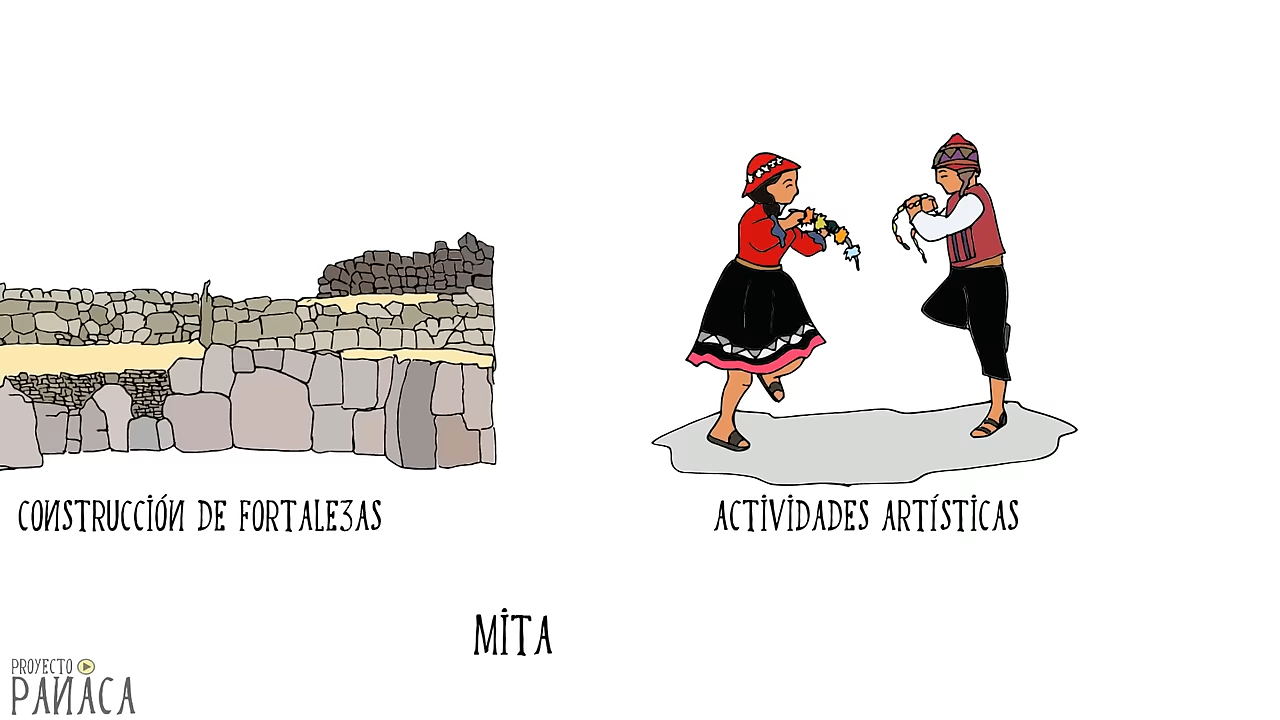 CONSTRUCCIÓN DE FORTALEZAS
ACTIVIDADES ARTÍSTICAS
MITA
PROYECTO
PANACA